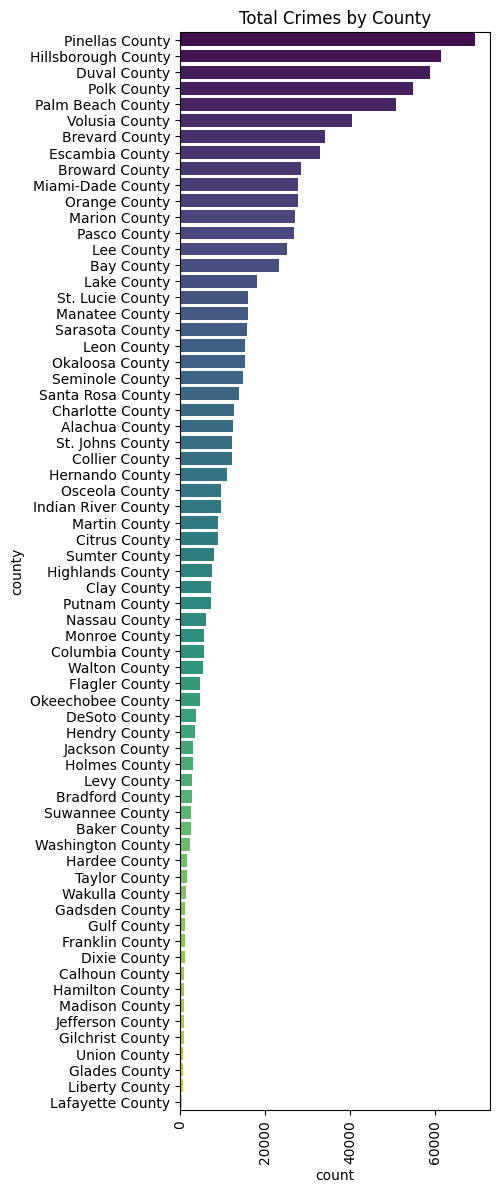 Total Crimes by County
Pinellas County
Hillsborough County
Duval County
Polk County
Palm Beach County
Volusia County
Brevard County
Escambia County
Broward County
Miami-Dade County
Orange County
Marion County
Pasco County
Lee County
Bay County
Lake County
St. Lucie County
Manatee County
Sarasota County
Leon County
Okaloosa County
Seminole County
Santa Rosa County
Charlotte County
Alachua County
St. Johns County
Collier County
Hernando County
Osceola County
Indian River County
Martin County
Citrus County
Sumter County
Highlands County
Clay County
Putnam County
Nassau County
Monroe County
Columbia County
Walton County
Flagler County
Okeechobee County
DeSoto County
Hendry County
Jackson County
Holmes County
Levy County
Bradford County
Suwannee County
Baker County
Washington County
Hardee County
Taylor County
Wakulla County
Gadsden County
Gulf County
Franklin County
Dixie County
Calhoun County
Hamilton County
Madison County
Jefferson County
Gilchrist County
Union County
Glades County
Liberty County
Lafayette County
county
0
20000
40000
60000
count